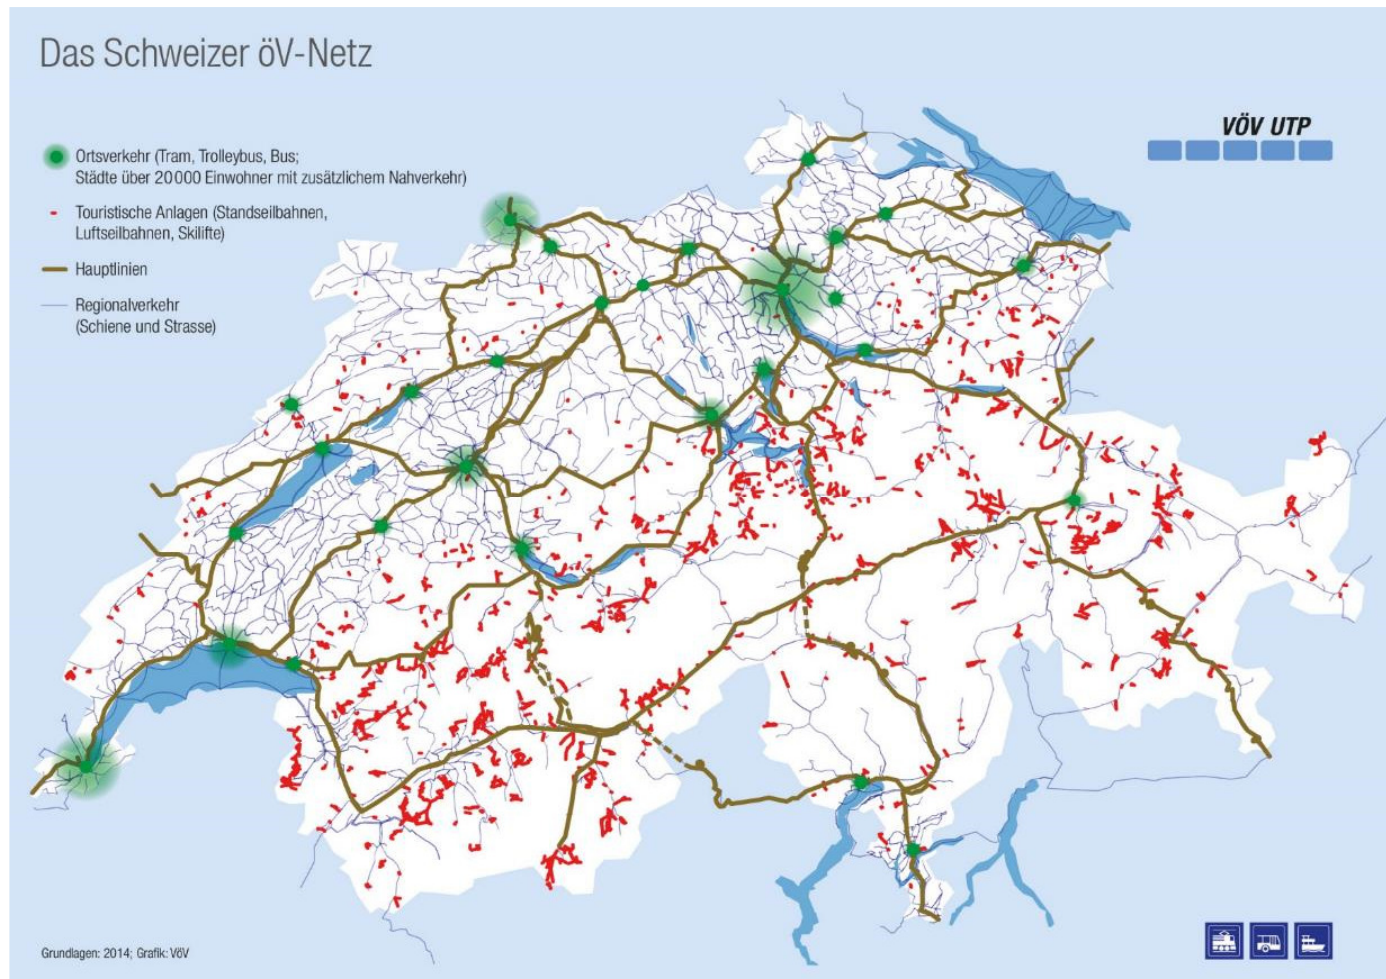 Das Schweizer öV-Netz
VÖV UTP
Ortsverkehr (Tram, Trolleybus, Bus;
Städte über 20 000 Einwohner mit zusätzlichem Nahverkehr)
Touristische Anlagen (Standseilbahnen,
Luftseilbahnen, Skilifte)
Hauptlinien
Regionalverkehr
(Schiene und Strasse)
Grundlagen: 2014; Grafik: VöV